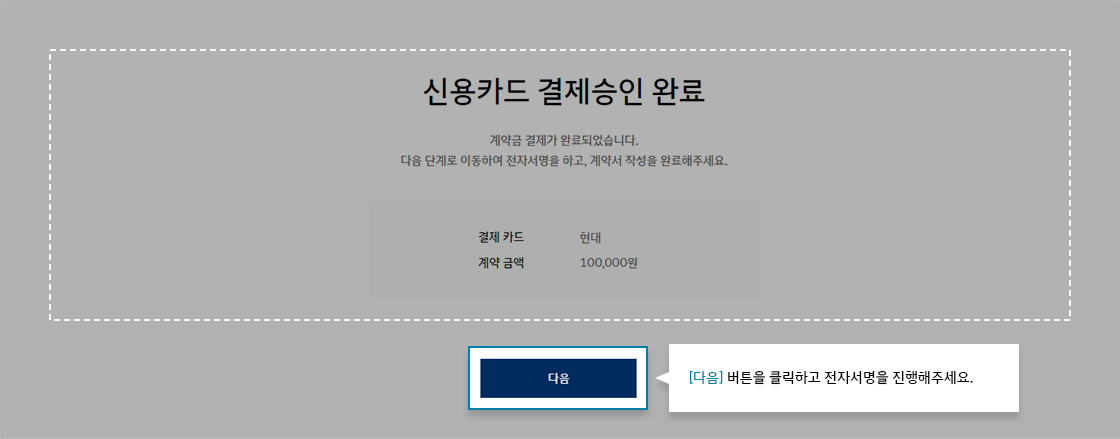 신용카드 결제승인 완료
계약금 결제가 완료되었습니다.
다음 단계로 이동하여 전자서명을 하고, 계약서 작성을 완료해주세요.
결제 카드 현대
계약 금액 100,000원
다음
[다음] 버튼을 클릭하고 전자서명을 진행해주세요.